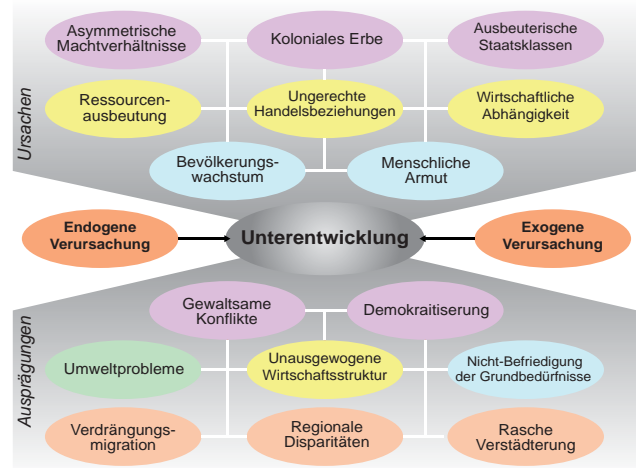 Ursachen
Asymmetrische
Machtverhältnisse
Koloniales Erbe
Ausbeuterische
Staatsklassen
Ressourcen-
ausbeutung
Ungerechte
Handelsbeziehungen
Wirtschaftliche
Abhängigkeit
Bevölkerungs-
wachstum
Menschliche
Armut
Endogene
Verursachung
Unterentwicklung
Exogene
Verursachung
Ausprägungen
Gewaltsame
Konflikte
Demokraitiserung
Umweltprobleme
Unausgewogene
Wirtschaftsstruktur
Nicht-Befriedigung
der Grundbedürfnisse
Verdrängungs-
migration
Regionale
Disparitäten
Rasche
Verstädterung